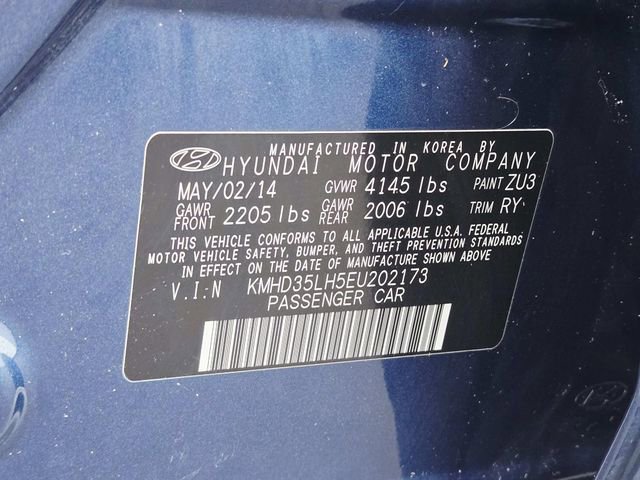 MANUFACTURED IN KOREA BY
HYUNDAI MOTOR COMPANY
MAY/02/14 GVWR 4145 lbs PAINT ZU3
GAWR FRONT 2205 lbs GAWR REAR 2006 lbs TRIM RY
THIS VEHICLE CONFORMS TO ALL APPLICABLE U.S.A. FEDERAL
MOTOR VEHICLE SAFETY, BUMPER, AND THEFT PREVENTION STANDARDS
IN EFFECT ON THE DATE OF MANUFACTURE SHOWN ABOVE
V.I:N KMHD35LH5EU202173
PASSENGER CAR